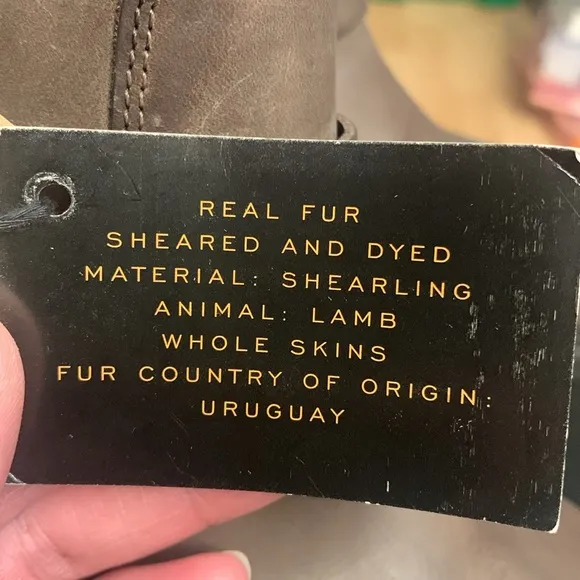 REAL FUR
SHEARED AND DYED
MATERIAL: SHEARLING
ANIMAL: LAMB
WHOLE SKINS
FUR COUNTRY OF ORIGIN:
URUGUAY